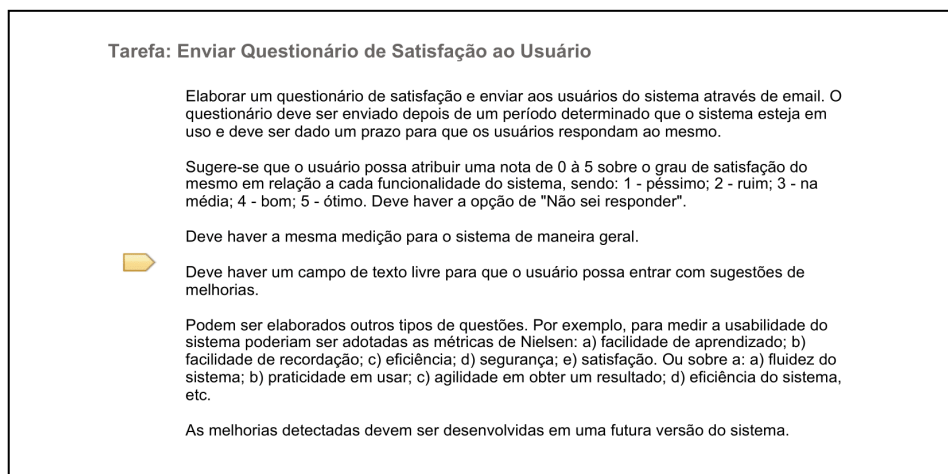 Tarefa: Enviar Questionário de Satisfação ao Usuário
Elaborar um questionário de satisfação e enviar aos usuários do sistema através de email. O
questionário deve ser enviado depois de um período determinado que o sistema esteja em
uso e deve ser dado um prazo para que os usuários respondam ao mesmo.
Sugere-se que o usuário possa atribuir uma nota de 0 à 5 sobre o grau de satisfação do
mesmo em relação a cada funcionalidade do sistema, sendo: 1 - péssimo; 2 - ruim; 3 - na
média; 4 - bom; 5 - ótimo. Deve haver a opção de "Não sei responder".
Deve haver a mesma medição para o sistema de maneira geral.
Deve haver um campo de texto livre para que o usuário possa entrar com sugestões de
melhorias.
Podem ser elaborados outros tipos de questões. Por exemplo, para medir a usabilidade do
sistema poderiam ser adotadas as métricas de Nielsen: a) facilidade de aprendizado; b)
facilidade de recordação; c) eficiência; d) segurança; e) satisfação. Ou sobre a: a) fluidez do
sistema; b) praticidade em usar; c) agilidade em obter um resultado; d) eficiência do sistema,
etc.
As melhorias detectadas devem ser desenvolvidas em uma futura versão do sistema.